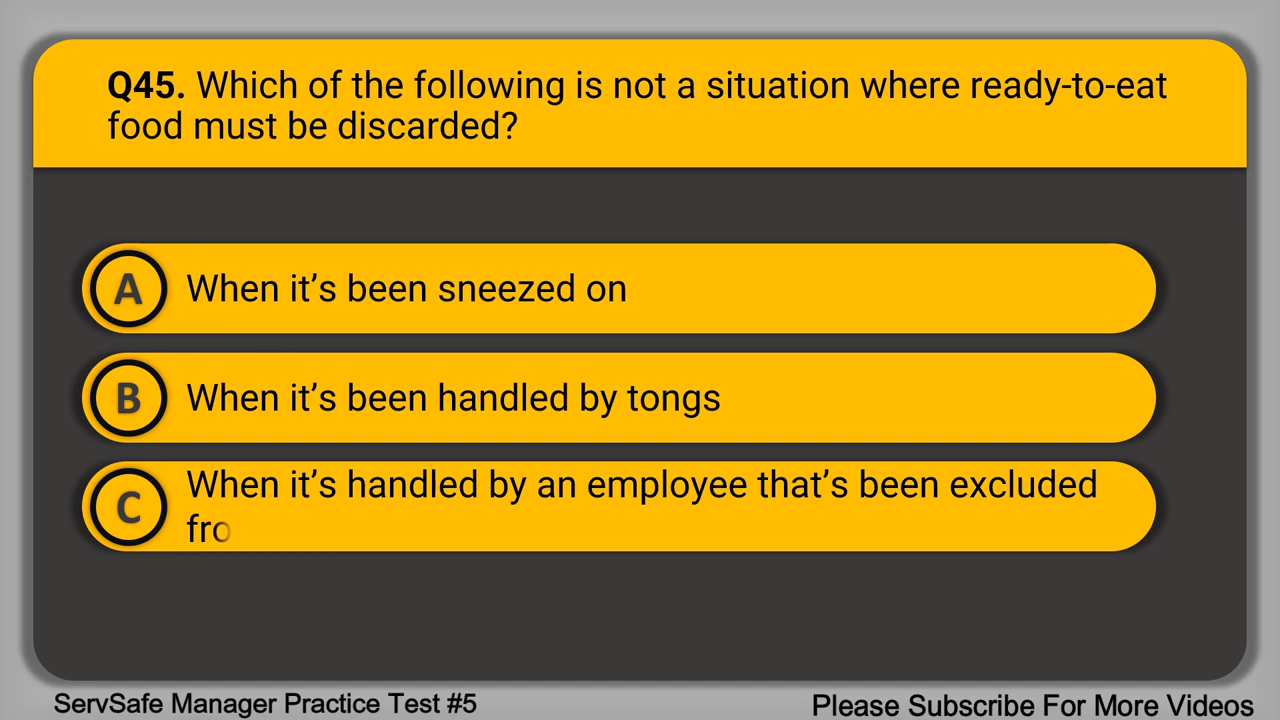 Q45. Which of the following is not a situation where ready-to-eat
food must be discarded?
A When it’s been sneezed on
B When it’s been handled by tongs
C When it’s handled by an employee that’s been excluded
fro
ServSafe Manager Practice Test #5
Please Subscribe For More Videos